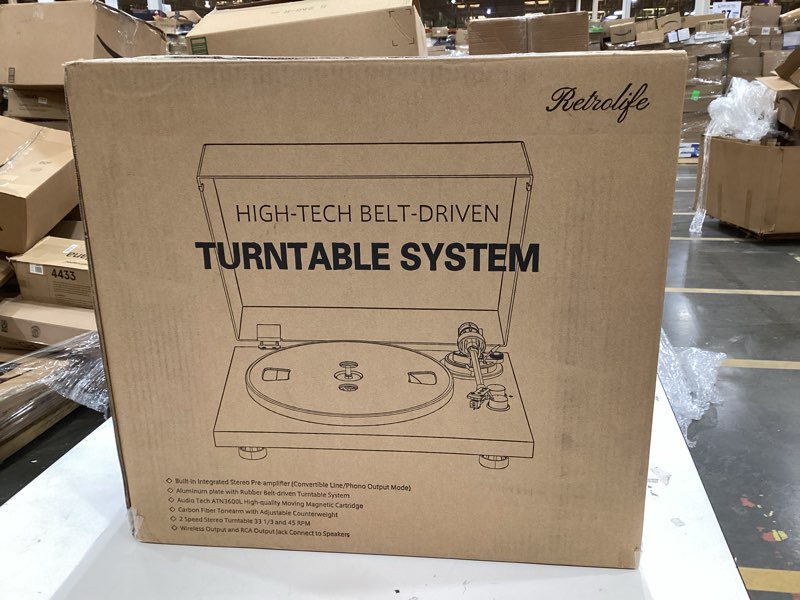 Retrolife
HIGH-TECH BELT-DRIVEN
TURNTABLE SYSTEM
◇ Built-in Integrated Stereo Pre-amplifier (Convertible Line/Phono Output Mode)
◇ Aluminum plate with Rubber Belt-driven Turntable System
◇ Audio Tech ATN3600L High-quality Moving Magnetic Cartridge
◇ Carbon Fiber Tonearm with Adjustable Counterweight
◇ 2 Speed Stereo Turntable 33 1/3 and 45 RPM
◇ Wireless Output and RCA Output Jack Connect to Speakers
4433